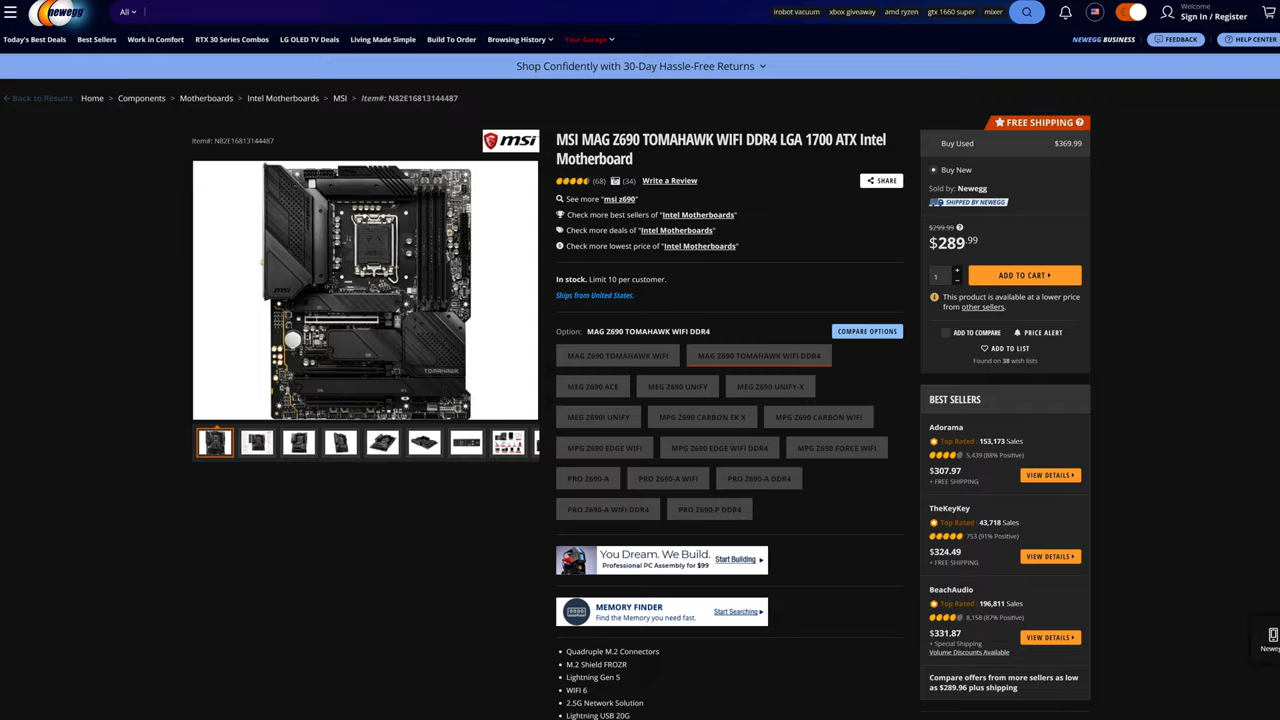 newegg
All
irobot vacuum
xbox giveaway
amd ryzen
gtx 1660 super
mixer
Welcome
Sign In / Register
Today's Best Deals
Best Sellers
Work in Comfort
RTX 30 Series Combos
LG OLED TV Deals
Living Made Simple
Build To Order
Browsing History
Your Garage
NEWEGG BUSINESS
FEEDBACK
HELP CENTER
Shop Confidently with 30-Day Hassle-Free Returns
Back to Results
Home > Components > Motherboards > Intel Motherboards > MSI > Item#: N82E16813144487
Item#: N82E16813144487
msi
MSI MAG Z690 TOMAHAWK WIFI DDR4 LGA 1700 ATX Intel
Motherboard
(68)
(34)
Write a Review
SHARE
See more "msi z690"
Check more best sellers of "Intel Motherboards"
Check more deals of "Intel Motherboards"
Check more lowest price of "Intel Motherboards"
In stock. Limit 10 per customer.
Ships from United States.
Option: MAG Z690 TOMAHAWK WIFI DDR4
COMPARE OPTIONS
MAG Z690 TOMAHAWK WIFI
MAG Z690 TOMAHAWK WIFI DDR4
MEG Z690 ACE
MEG Z690 UNIFY
MEG Z690 UNIFY-X
MEG Z690I UNIFY
MPG Z690 CARBON EK X
MPG Z690 CARBON WIFI
MPG Z690 EDGE WIFI
MPG Z690 EDGE WIFI DDR4
MPG Z690 FORCE WIFI
PRO Z690-A
PRO Z690-A WIFI
PRO Z690-A DDR4
PRO Z690-A WIFI DDR4
PRO Z690-P DDR4
You Dream. We Build.
Professional PC Assembly for $99
Start Building
MEMORY FINDER
Find the Memory you need fast.
Start Searching
• Quadruple M.2 Connectors
• M.2 Shield FROZR
• Lightning Gen 5
• WIFI 6
• 2.5G Network Solution
• Lightning USB 20G
msi
TOMAHAWK
FREE SHIPPING
Buy Used
$369.99
Buy New
Sold by: Newegg
SHIPPED BY NEWEGG
$299.99
$289.99
1
+
−
ADD TO CART
This product is available at a lower price
from other sellers.
ADD TO COMPARE
PRICE ALERT
ADD TO LIST
Found on 38 wish lists
BEST SELLERS
Adorama
Top Rated 153,173 Sales
5,439 (88% Positive)
$307.97
+ FREE SHIPPING
VIEW DETAILS
TheKeyKey
Top Rated 43,718 Sales
753 (91% Positive)
$324.49
+ FREE SHIPPING
VIEW DETAILS
BeachAudio
Top Rated 196,811 Sales
8,158 (87% Positive)
$331.87
+ Special Shipping
Volume Discounts Available
VIEW DETAILS
Compare offers from more sellers as low
as $289.96 plus shipping